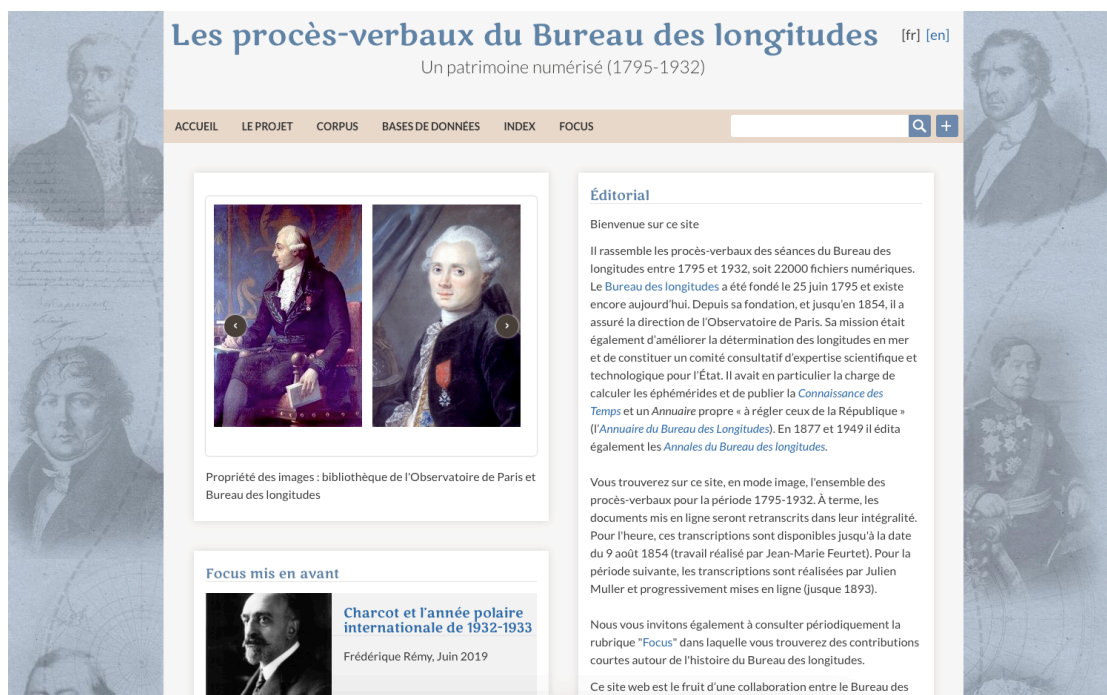 Les procès-verbaux du Bureau des longitudes
[fr] [en]
Un patrimoine numérisé (1795-1932)
ACCUEIL LE PROJET CORPUS BASES DE DONNÉES INDEX FOCUS
Propriété des images : bibliothèque de l'Observatoire de Paris et
Bureau des longitudes
Focus mis en avant
Charcot et l'année polaire
internationale de 1932-1933
Frédérique Rémy, Juin 2019
Éditorial
Bienvenue sur ce site
Il rassemble les procès-verbaux des séances du Bureau des
longitudes entre 1795 et 1932, soit 22000 fichiers numériques.
Le Bureau des longitudes a été fondé le 25 juin 1795 et existe
encore aujourd'hui. Depuis sa fondation, et jusqu'en 1854, il a
assuré la direction de l'Observatoire de Paris. Sa mission était
également d'améliorer la détermination des longitudes en mer
et de constituer un comité consultatif d'expertise scientifique et
technologique pour l'État. Il avait en particulier la charge de
calculer les éphémérides et de publier la Connaissance des
Temps et un Annuaire propre « à régler ceux de la République »
(l'Annuaire du Bureau des Longitudes). En 1877 et 1949 il édita
également les Annales du Bureau des longitudes.
Vous trouverez sur ce site, en mode image, l'ensemble des
procès-verbaux pour la période 1795-1932. À terme, les
documents mis en ligne seront retranscrits dans leur intégralité.
Pour l'heure, ces transcriptions sont disponibles jusqu'à la date
du 9 août 1854 (travail réalisé par Jean-Marie Feurtet). Pour la
période suivante, les transcriptions sont réalisées par Julien
Muller et progressivement mises en ligne (jusque 1893).
Nous vous invitons également à consulter périodiquement la
rubrique "Focus" dans laquelle vous trouverez des contributions
courtes autour de l'histoire du Bureau des longitudes.
Ce site web est le fruit d'une collaboration entre le Bureau des